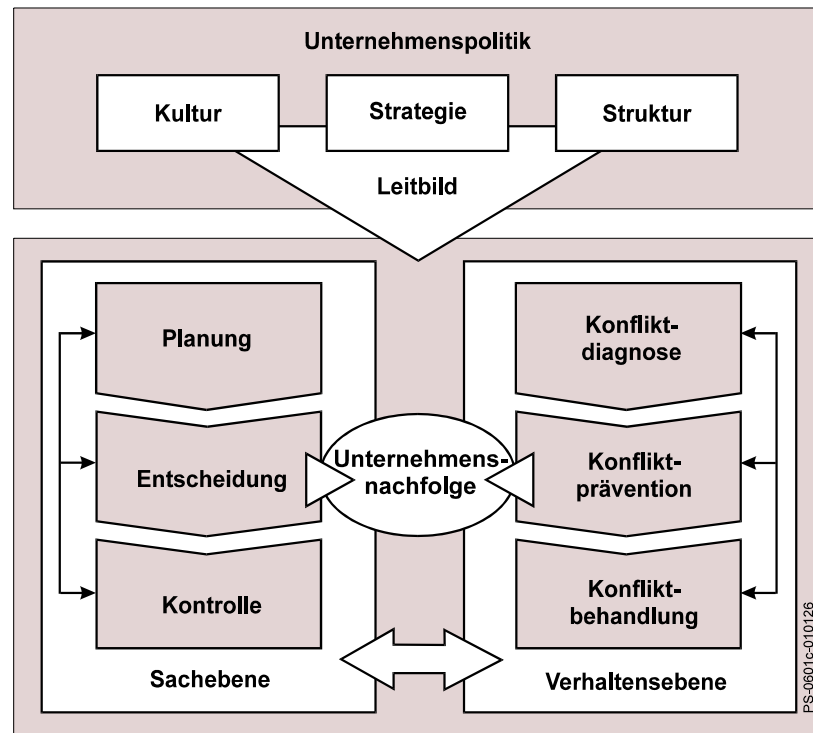 Unternehmenspolitik
Kultur
Strategie
Struktur
Leitbild
Planung
Entscheidung
Kontrolle
Sachebene
Unternehmens-
nachfolge
Konflikt-
diagnose
Konflikt-
prävention
Konflikt-
behandlung
Verhaltensebene
PS-0601c-010126